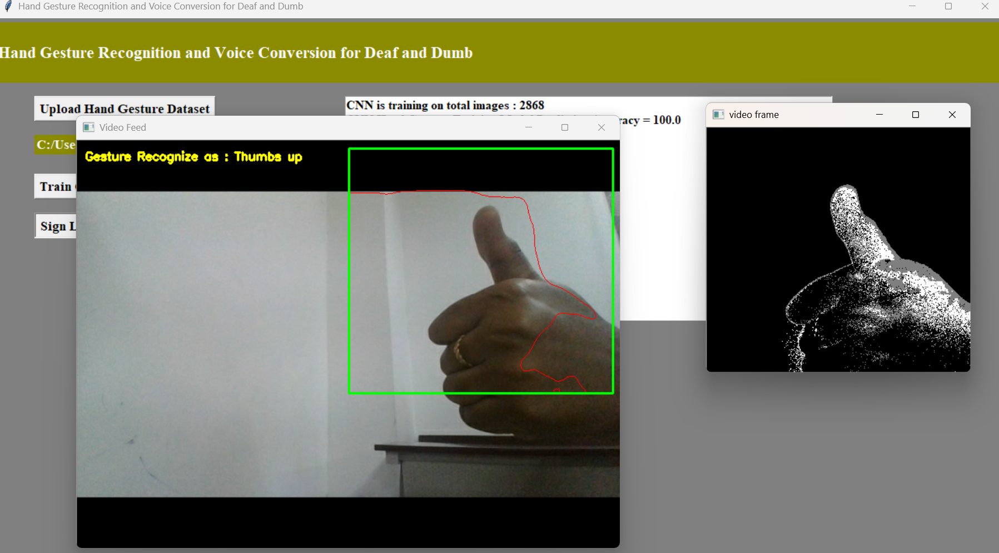 Hand Gesture Recognition and Voice Conversion for Deaf and Dumb
Hand Gesture Recognition and Voice Conversion for Deaf and Dumb
Upload Hand Gesture Dataset
CNN is training on total images : 2868
= 100.0
C:/Use
Train
Sign L
Video Feed
Gesture Recognize as : Thumbs up
video frame